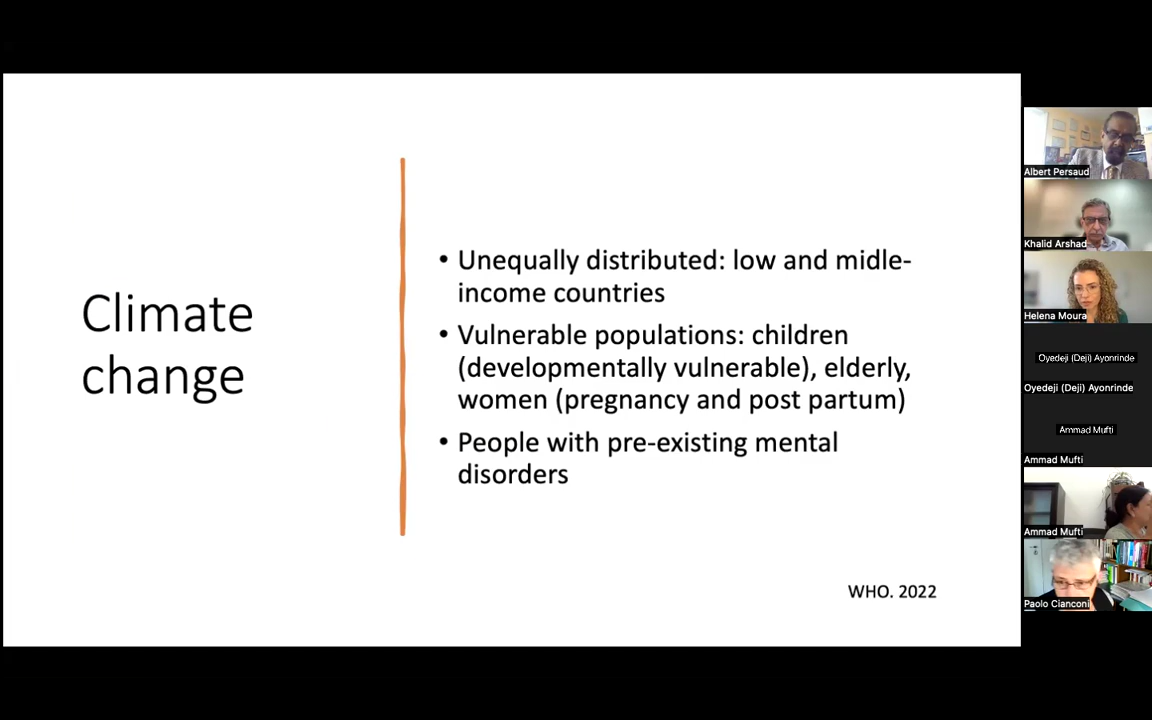 Climate
change
• Unequally distributed: low and midle-
income countries
• Vulnerable populations: children
(developmentally vulnerable), elderly,
women (pregnancy and post partum)
• People with pre-existing mental
disorders
WHO. 2022
Albert Persaud
Khalid Arshad
Helena Moura
Oyedeji (Deji) Ayonrinde
Oyedeji (Deji) Ayonrinde
Ammad Mufti
Ammad Mufti
Ammad Mufti
Paolo Cianconi